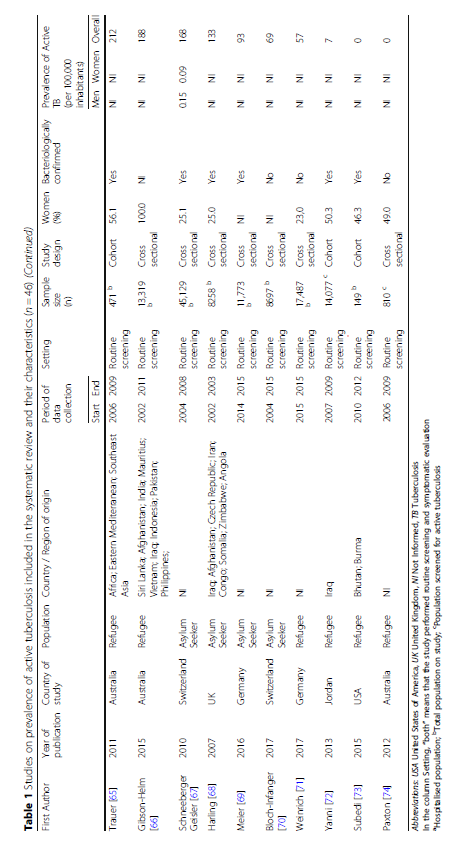 Table 1 Studies on prevalence of active tuberculosis included in the systematic review and their characteristics (n = 46) (Continued)
First Author Year of publication Country of study Population Country / Region of origin Period of data collection Setting Sample size (n) Study design Women (%) Bacteriologically confirmed Prevalence of Active TB (per 100,000 inhabitants)
Start End Men Women Overall
Trauer [65] 2011 Australia Refugee Africa; Eastern Mediterranean; Southeast Asia 2006 2009 Routine screening 471 b Cohort 56.1 Yes NI NI 212
Gibson-Helm [66] 2015 Australia Refugee Siri Lanka; Afghanistan; India; Mauritius; Vietnam; Iraq; Indonesia; Pakistan; Philippines; 2002 2011 Routine screening 13,319 b Cross sectional 100.0 NI NI NI 188
Schneeberger Geisler [67] 2010 Switzerland Asylum Seeker NI 2004 2008 Routine screening 45,129 b Cross sectional 25.1 Yes 0.15 0.09 168
Harling [68] 2007 UK Asylum Seeker Iraq; Afghanistan; Czech Republic; Iran; Congo; Somalia; Zimbabwe; Angola 2002 2003 Routine screening 8258 b Cross sectional 25.0 Yes NI NI 133
Meier [69] 2016 Germany Asylum Seeker NI 2014 2015 Routine screening 11,773 b Cross sectional NI Yes NI NI 93
Bloch-Infanger [70] 2017 Switzerland Asylum Seeker NI 2004 2015 Routine screening 8697 b Cross sectional NI No NI NI 69
Weinrich [71] 2017 Germany Refugee NI 2015 2015 Routine screening 17,487 b Cross sectional 23.0 No NI NI 57
Yanni [72] 2013 Jordan Refugee Iraq 2007 2009 Routine screening 14,077 c Cohort 50.3 Yes NI NI 7
Subedi [73] 2015 USA Refugee Bhutan; Burma 2010 2012 Routine screening 149 b Cohort 46.3 Yes NI NI 0
Paxton [74] 2012 Australia Refugee NI 2006 2009 Routine screening 810 c Cross sectional 49.0 No NI NI 0
Abbreviations: USA United States of America, UK United Kingdom, NI Not Informed, TB Tuberculosis
In the column Setting, "both" means that the study performed routine screening and symptomatic evaluation
aHospitalised population; bTotal population on study; cPopulation screened for active tuberculosis